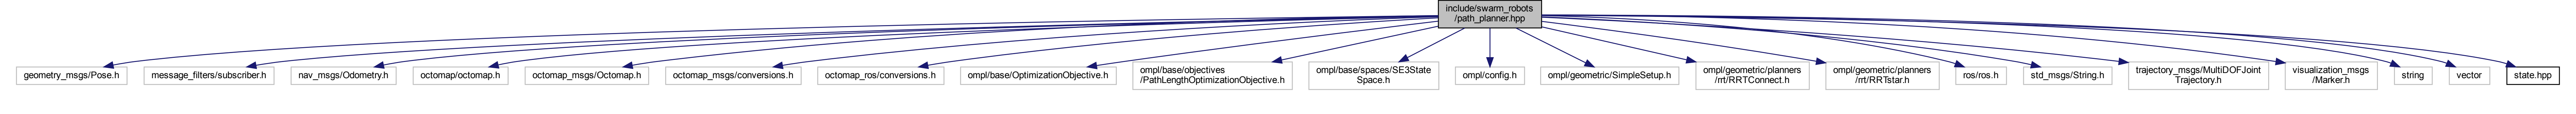 include/swarm_robots
/path_planner.hpp
geometry_msgs/Pose.h
message_filters/subscriber.h
nav_msgs/Odometry.h
octomap/octomap.h
octomap_msgs/Octomap.h
octomap_msgs/conversions.h
octomap_ros/conversions.h
ompl/base/OptimizationObjective.h
ompl/base/objectives
/PathLengthOptimizationObjective.h
ompl/base/spaces/SE3State
Space.h
ompl/config.h
ompl/geometric/SimpleSetup.h
ompl/geometric/planners
/rrt/RRTConnect.h
ompl/geometric/planners
/rrt/RRTstar.h
ros/ros.h
std_msgs/String.h
trajectory_msgs/MultiDOFJoint
Trajectory.h
visualization_msgs
/Marker.h
string
vector
state.hpp